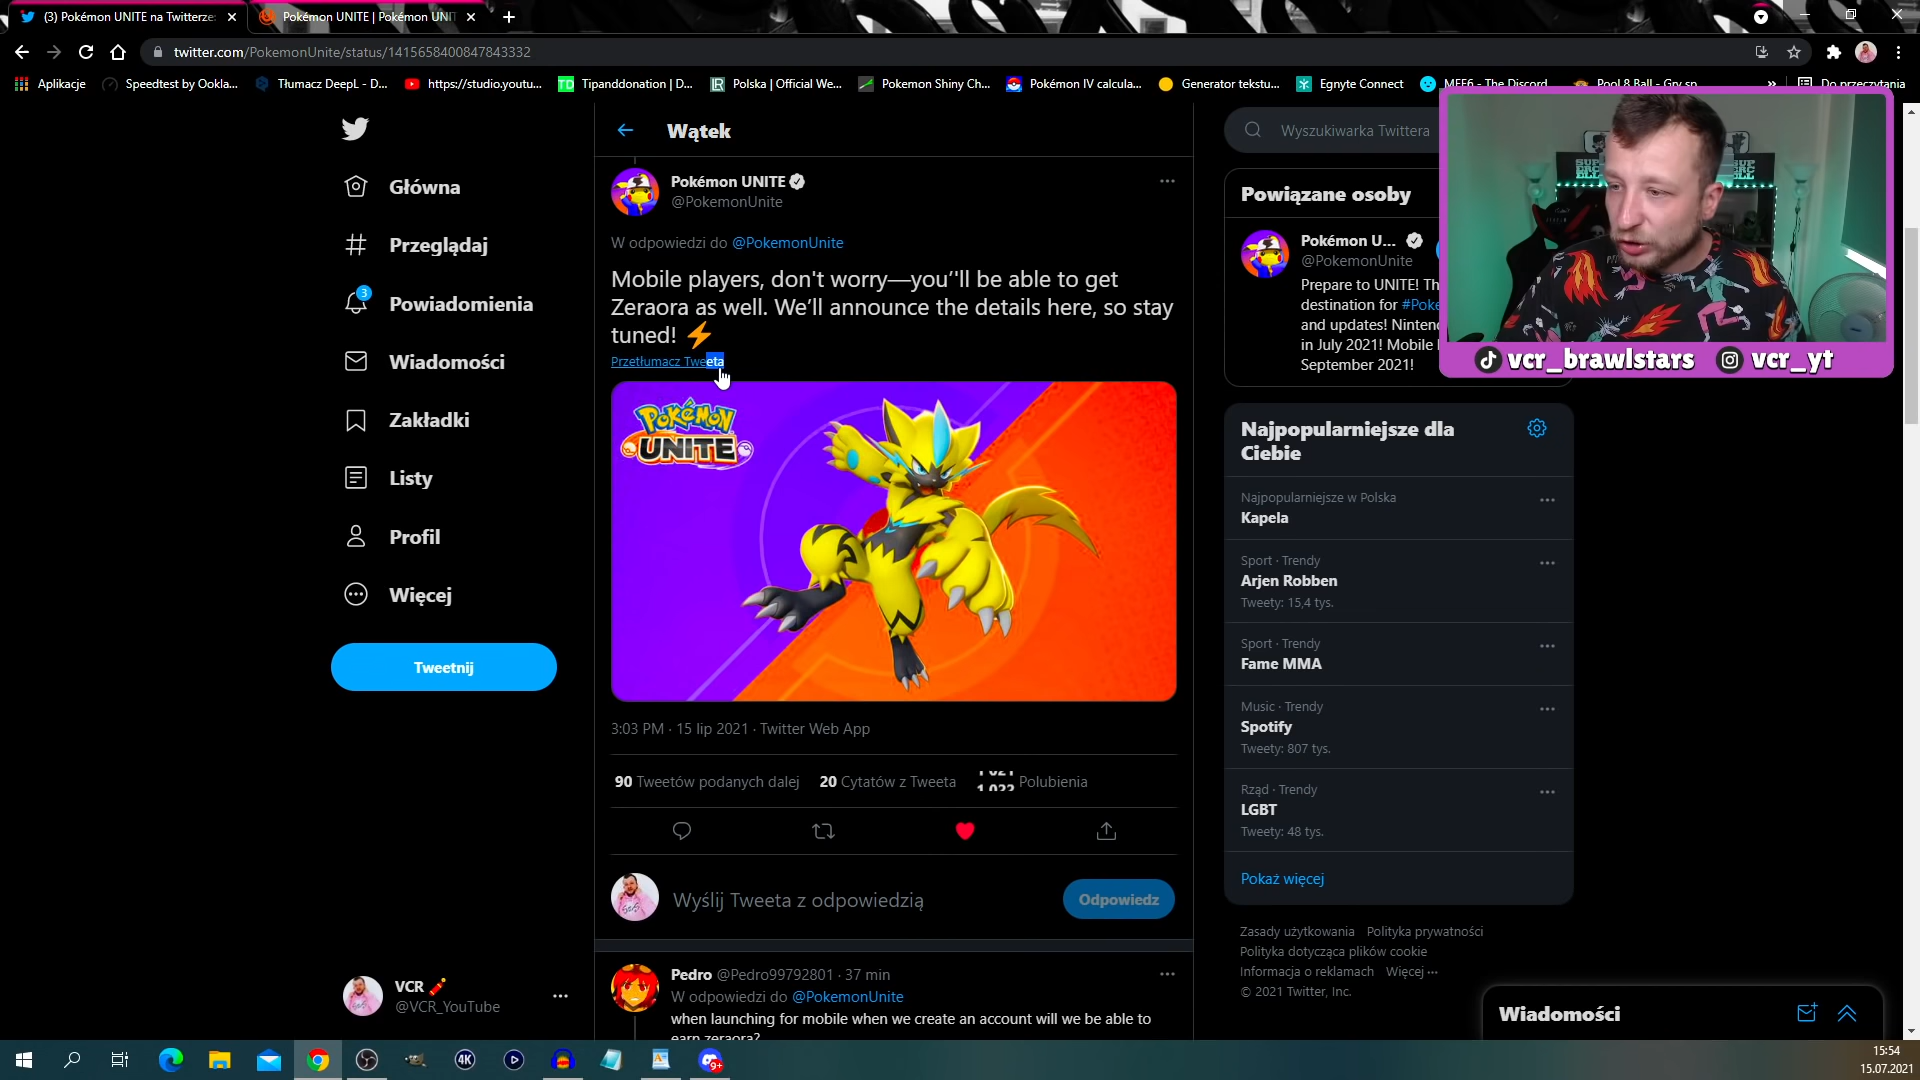 (3) Pokémon UNITE na Twitterze:
Pokémon UNITE | Pokémon UNIT
twitter.com/PokemonUnite/status/1415658400847843332
Aplikacje
Speedtest by Ookla...
Tłumacz DeepL - D...
https://studio.youtu...
Tipanddonation | D...
Polska | Official We...
Pokemon Shiny Ch...
Pokémon IV calcula...
Generator tekstu...
Egnyte Connect
MEE6 - The Discord
Pool 8 Ball - Gry sp
»
Do przeczytania
Główna
Przeglądaj
3
Powiadomienia
Wiadomości
Zakładki
Listy
Profil
Więcej
Tweetnij
VCR
@VCR_YouTube
Wątek
Pokémon UNITE
@PokemonUnite
W odpowiedzi do @PokemonUnite
Mobile players, don't worry—you’'ll be able to get
Zeraora as well. We’ll announce the details here, so stay
tuned! ⚡
Przetłumacz Tweeta
POKÉMON
UNITE
3:03 PM · 15 lip 2021 · Twitter Web App
90 Tweetów podanych dalej
20 Cytatów z Tweeta
Polubienia
Wyślij Tweeta z odpowiedzią
Odpowiedz
Pedro @Pedro99792801 · 37 min
W odpowiedzi do @PokemonUnite
when launching for mobile when we create an account will we be able to
earn zeraora?
Wyszukiwarka Twittera
Powiązane osoby
Pokémon U...
@PokemonUnite
Prepare to UNITE! Th
destination for #Poke
and updates! Ninten
in July 2021! Mobile
September 2021!
vcr_brawlstars
vcr_yt
Najpopularniejsze dla
Ciebie
Najpopularniejsze w Polska
Kapela
Sport · Trendy
Arjen Robben
Tweety: 15,4 tys.
Sport · Trendy
Fame MMA
Music · Trendy
Spotify
Tweety: 807 tys.
Rząd · Trendy
LGBT
Tweety: 48 tys.
Pokaż więcej
Zasady użytkowania Polityka prywatności
Polityka dotycząca plików cookie
Informacja o reklamach Więcej ···
© 2021 Twitter, Inc.
Wiadomości
4K
9+
15:54
15.07.2021